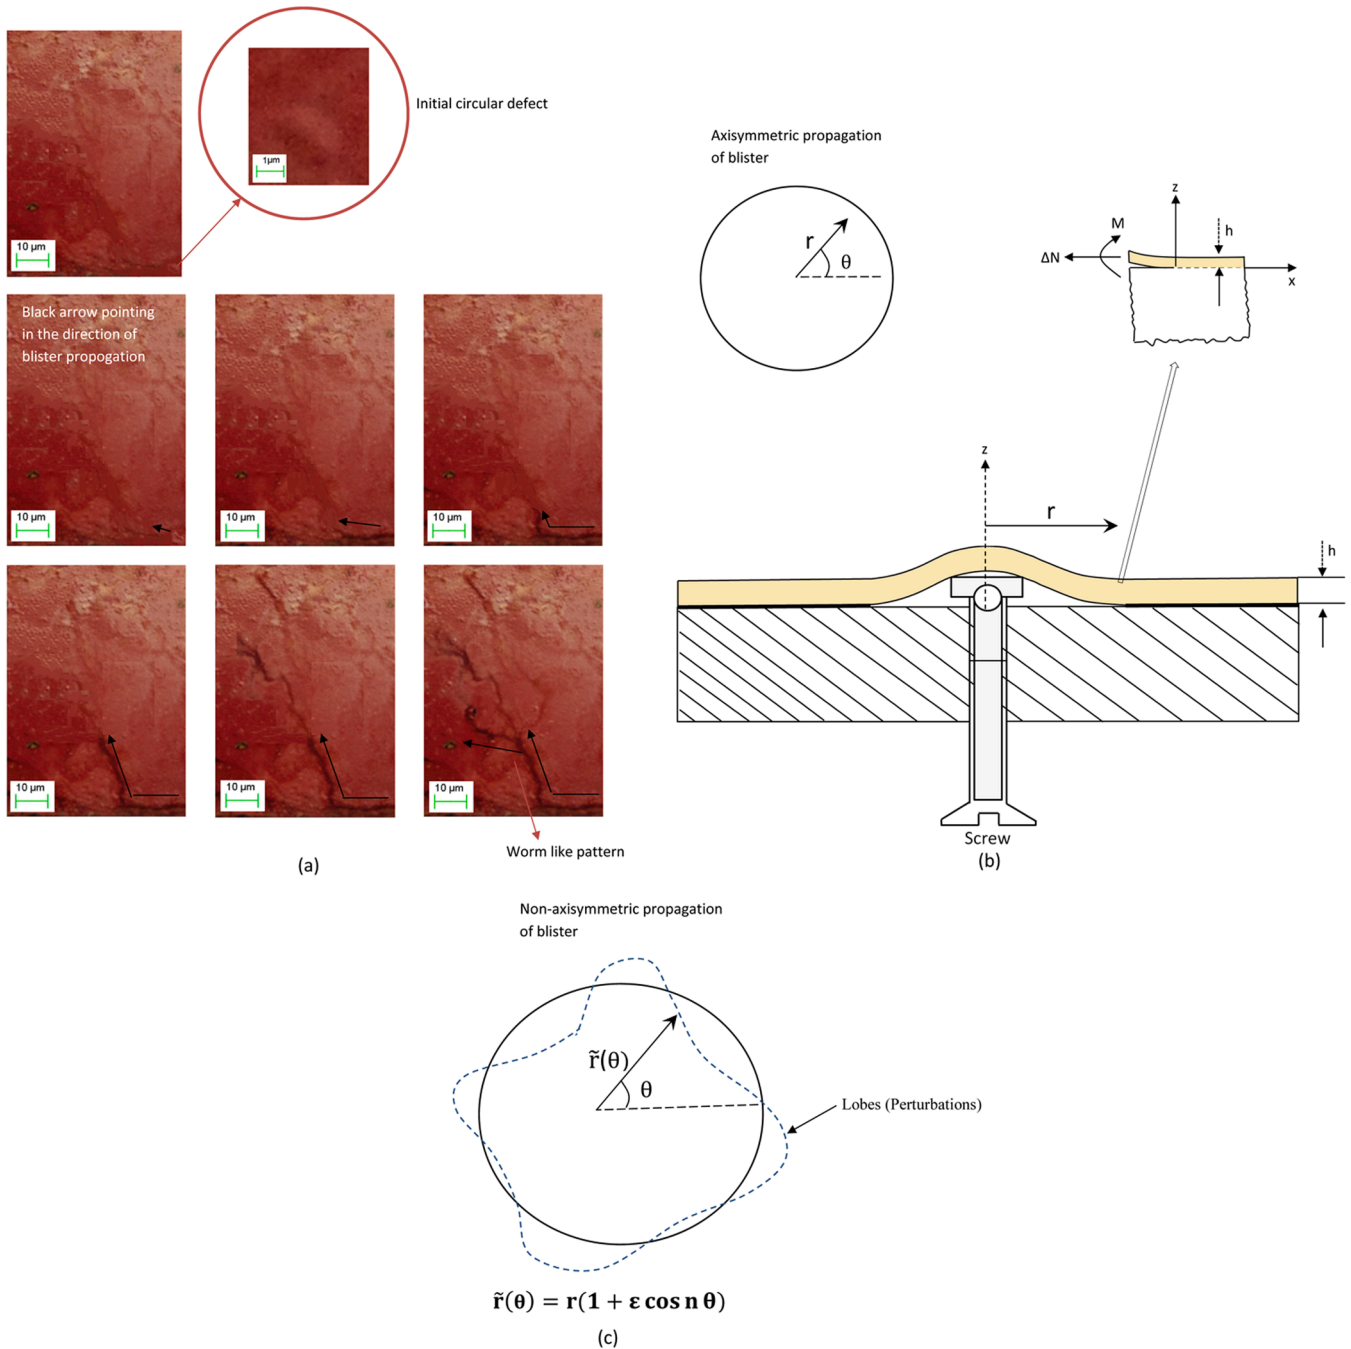 Initial circular defect
1µm
10 µm
Black arrow pointing
in the direction of
blister propogation
10 µm
10 µm
10 µm
10 µm
10 µm
10 µm
Worm like pattern
(a)
Axisymmetric propagation
of blister
r
θ
z
M
h
ΔN
x
z
r
h
Screw
(b)
Non-axisymmetric propagation
of blister
r̃(θ)
θ
Lobes (Perturbations)
r̃(θ) = r(1 + ε cos n θ)
(c)